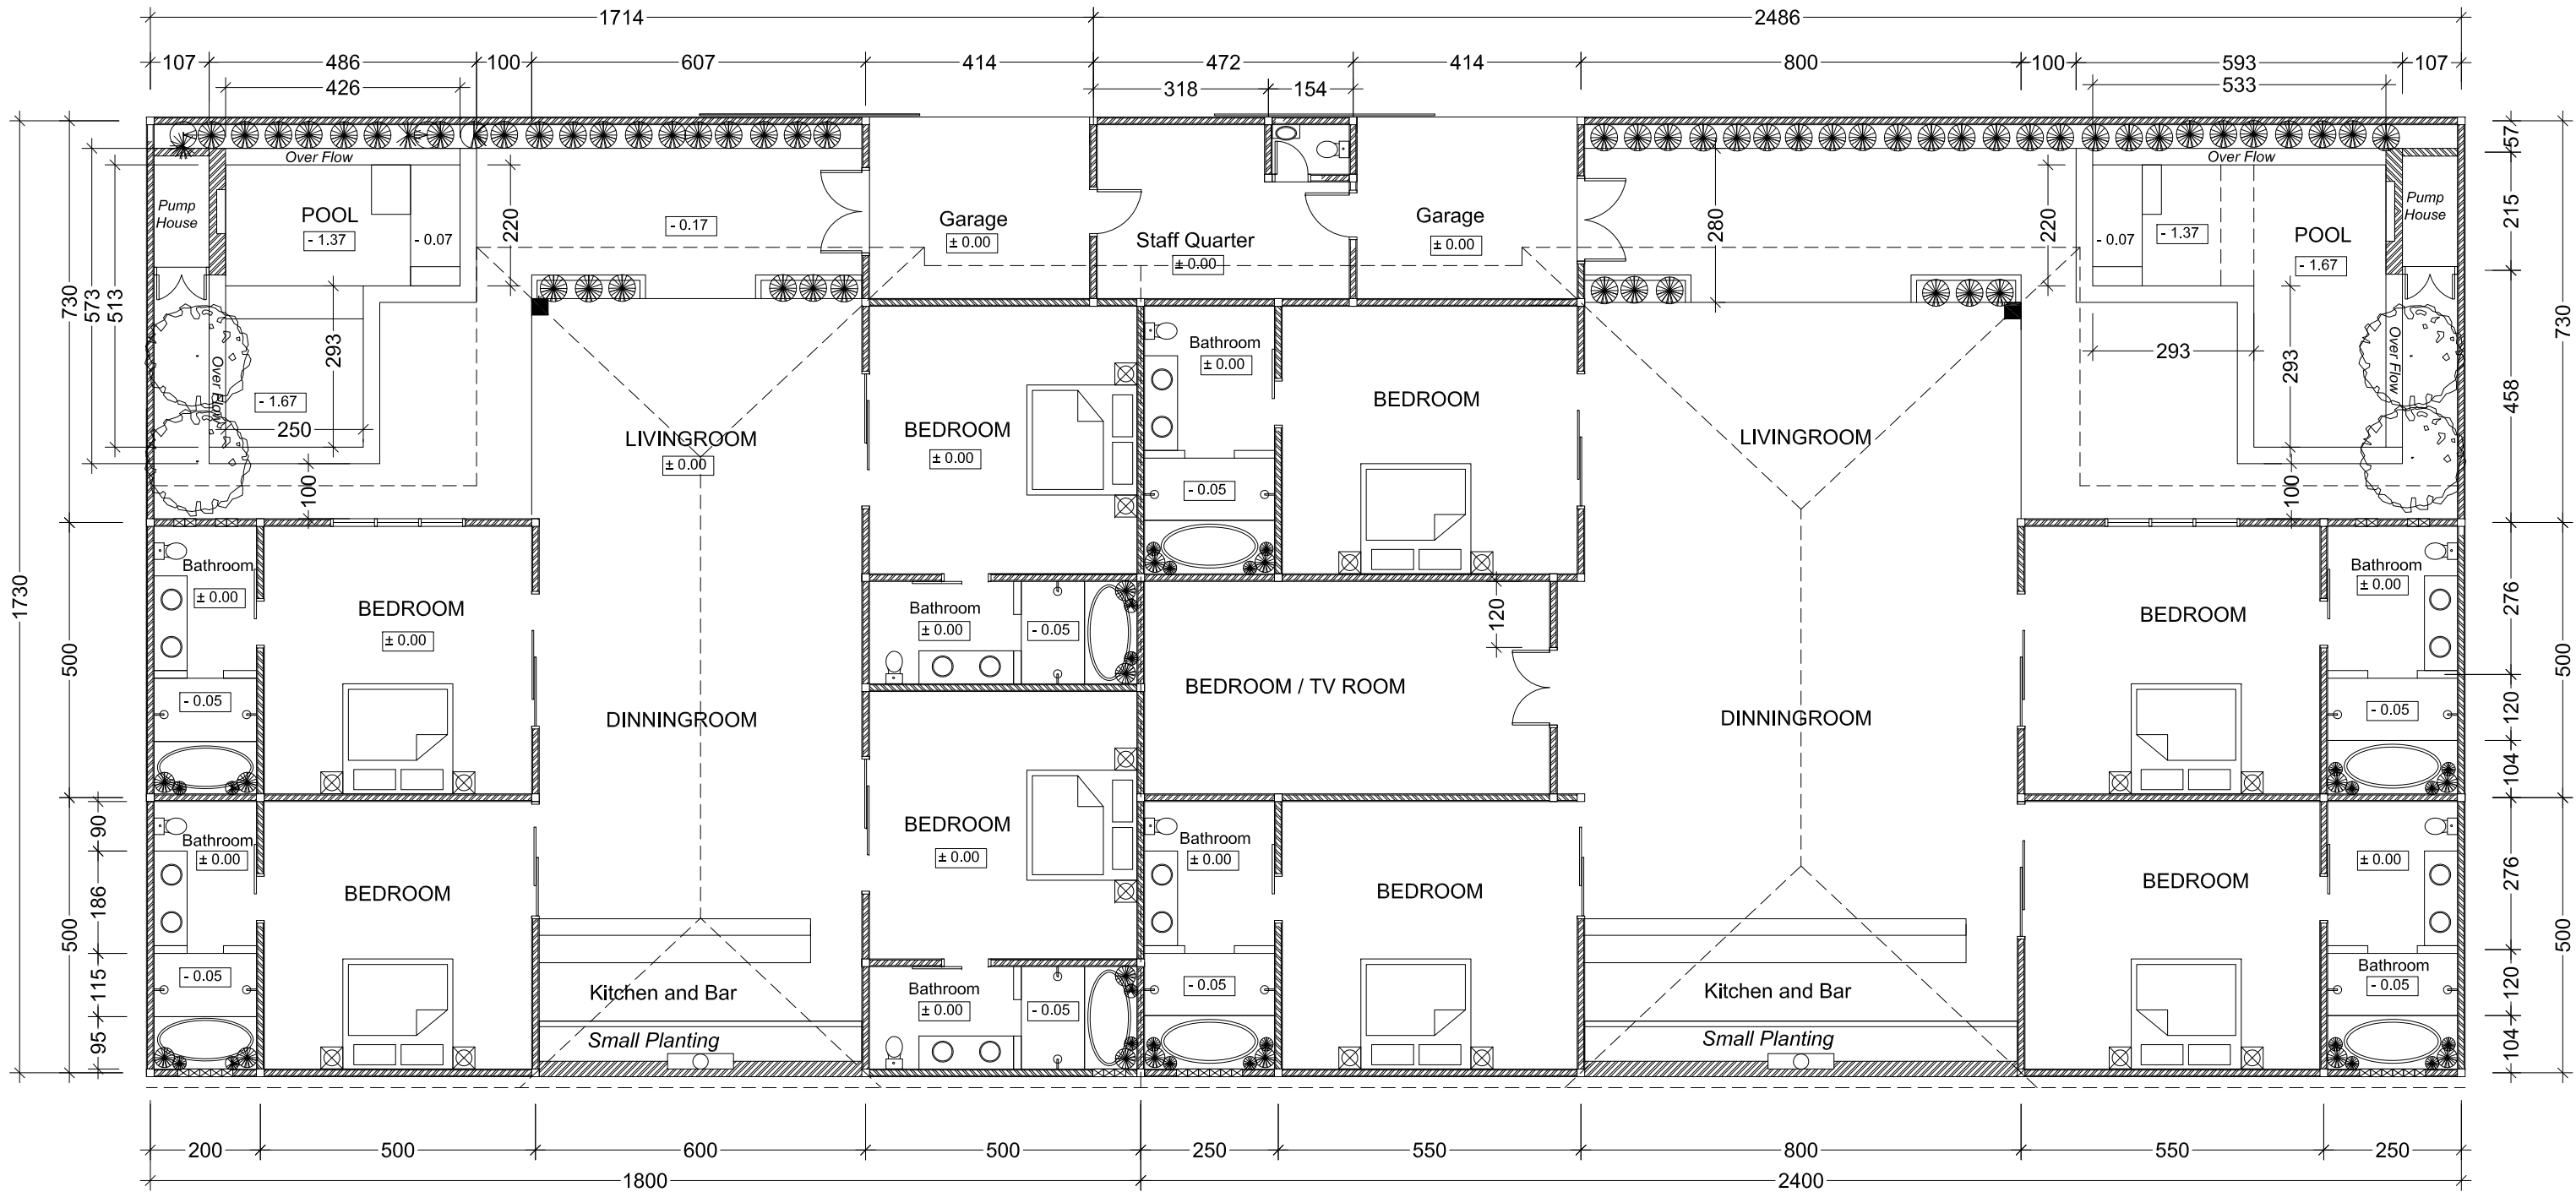 1714
2486
107
486
100
607
414
472
414
800
100
593
107
426
318
154
533
Over Flow
Over Flow
57
Pump
House
POOL
- 1.37
- 0.07
220
- 0.17
Garage
± 0.00
Staff Quarter
± 0.00
Garage
± 0.00
280
220
- 0.07
- 1.37
POOL
- 1.67
Pump
House
215
730
573
513
293
Over Flow
- 1.67
250
100
LIVINGROOM
± 0.00
BEDROOM
± 0.00
Bathroom
± 0.00
- 0.05
BEDROOM
LIVINGROOM
293
293
Over Flow
100
458
730
1730
500
Bathroom
± 0.00
- 0.05
BEDROOM
± 0.00
DINNINGROOM
Bathroom
± 0.00
- 0.05
BEDROOM / TV ROOM
120
DINNINGROOM
BEDROOM
Bathroom
± 0.00
- 0.05
276
120
104
500
500
90
186
115
95
Bathroom
± 0.00
- 0.05
BEDROOM
Kitchen and Bar
Small Planting
BEDROOM
± 0.00
Bathroom
± 0.00
- 0.05
Bathroom
± 0.00
- 0.05
BEDROOM
Kitchen and Bar
Small Planting
BEDROOM
± 0.00
Bathroom
- 0.05
276
120
104
500
200
500
600
500
250
550
800
550
250
1800
2400